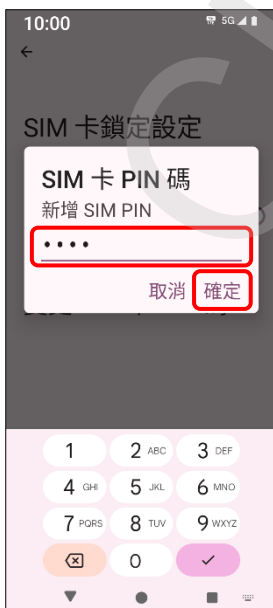 10:00 5G
SIM 卡鎖定設定
SIM 卡 PIN 碼
新增 SIM PIN
••••
取消 確定
1 2 ABC 3 DEF
4 GHI 5 JKL 6 MNO
7 PQRS 8 TUV 9 WXYZ
0